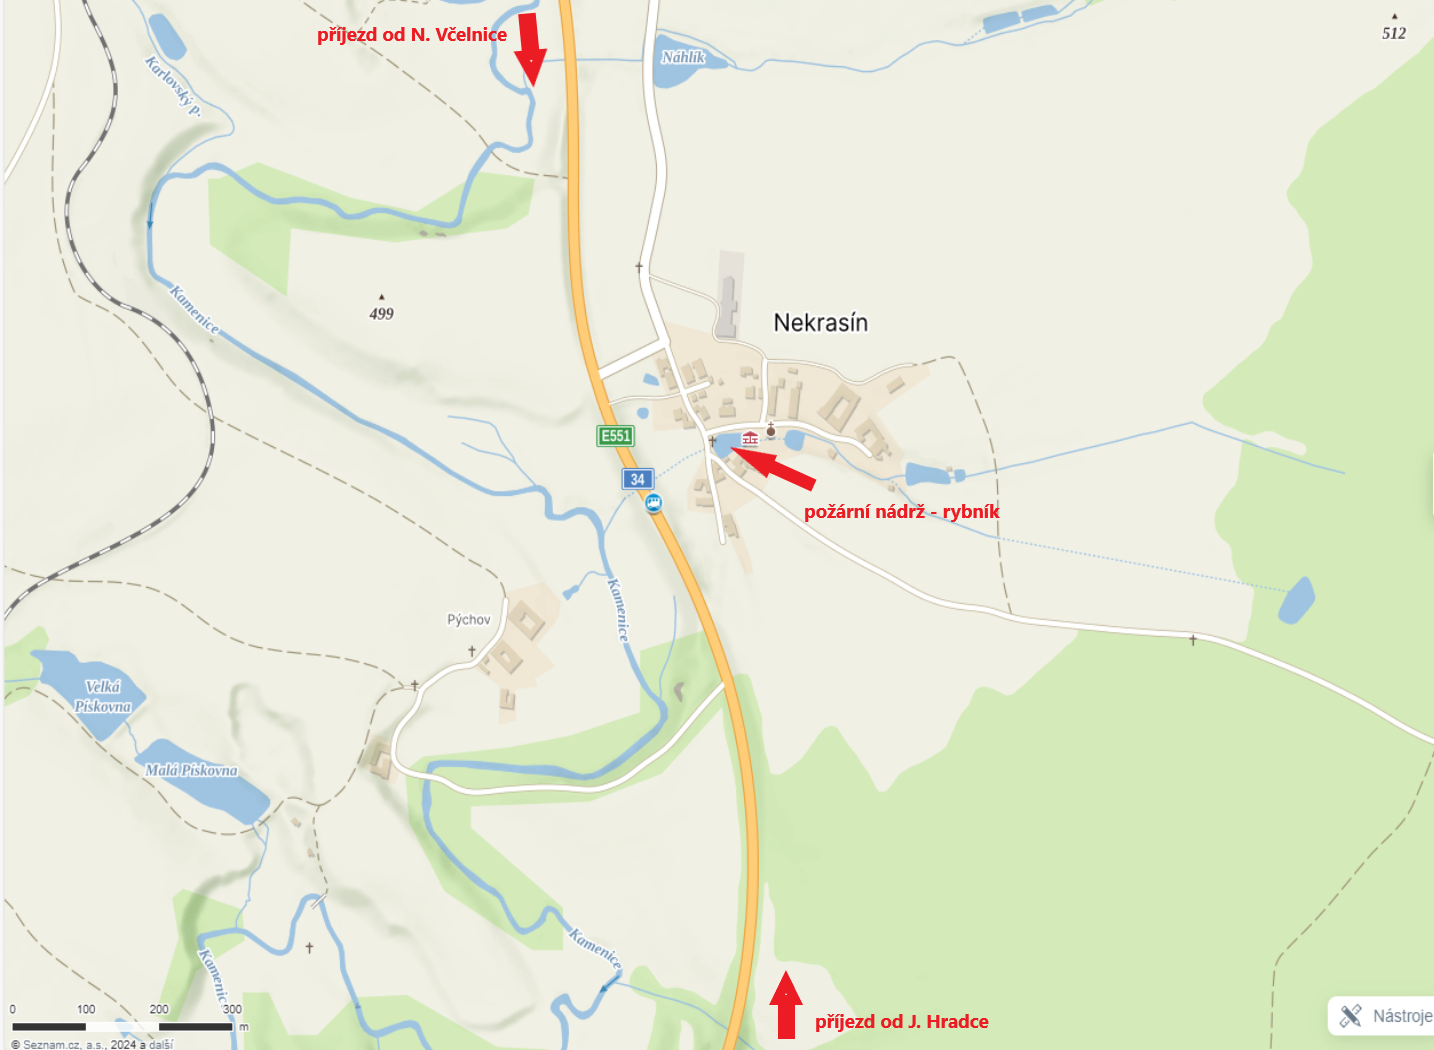 příjezd od N. Včelnice
Náhlík
512
Karlovský p.
Kamenice
499
Nekrasín
E551
34
požární nádrž - rybník
Kamenice
Pýchov
Velká
Pískovna
Malá Pískovna
Kamenice
Kamenice
příjezd od J. Hradce
0 100 200 300
m
Nástroje
© Seznam.cz, a.s., 2024 a další